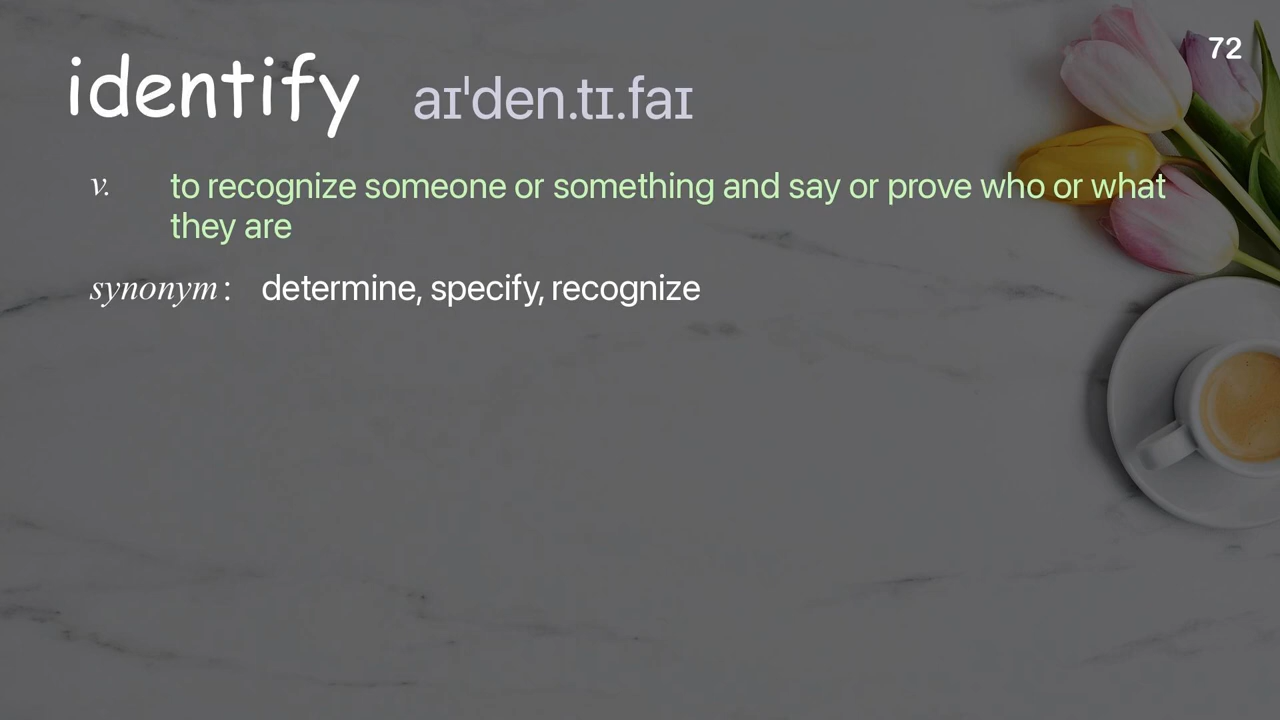 72
identify aɪˈden.tɪ.faɪ
v. to recognize someone or something and say or prove who or what
they are
synonym : determine, specify, recognize